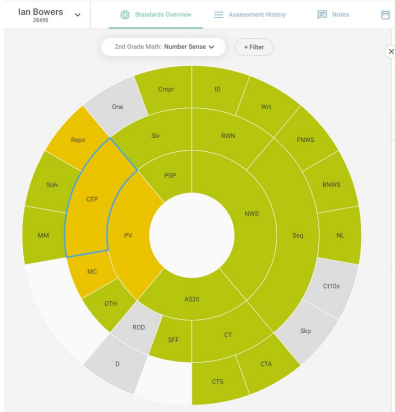 Ian Bowers
28456
Standards Overview
Assessment History
Notes
2nd Grade Math: Number Sense
+ Filter
Cmpr
ID
One
Wrt
Reps
Slv
RWN
FNWS
Solv
PSP
BNWS
CEP
NWS
MM
PV
Seq
NL
MC
Ct10s
AS20
OTH
ROD
CT
Skp
SFF
D
CTA
CTS